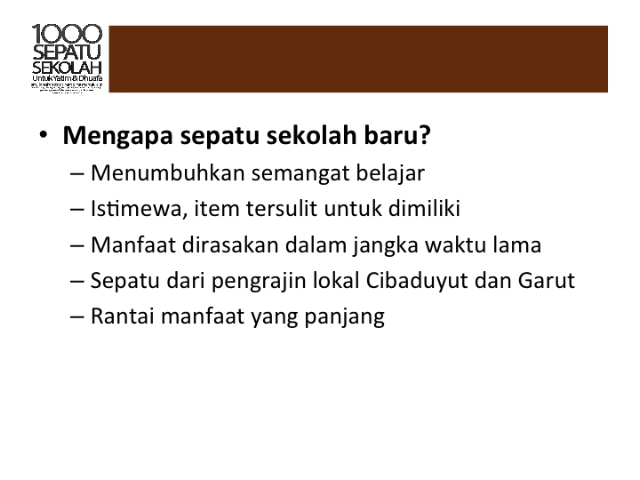 1000
SEPATU
SEKOLAH
Untuk Yatim & Dhuafa
• Mengapa sepatu sekolah baru?
– Menumbuhkan semangat belajar
– Istimewa, item tersulit untuk dimiliki
– Manfaat dirasakan dalam jangka waktu lama
– Sepatu dari pengrajin lokal Cibaduyut dan Garut
– Rantai manfaat yang panjang